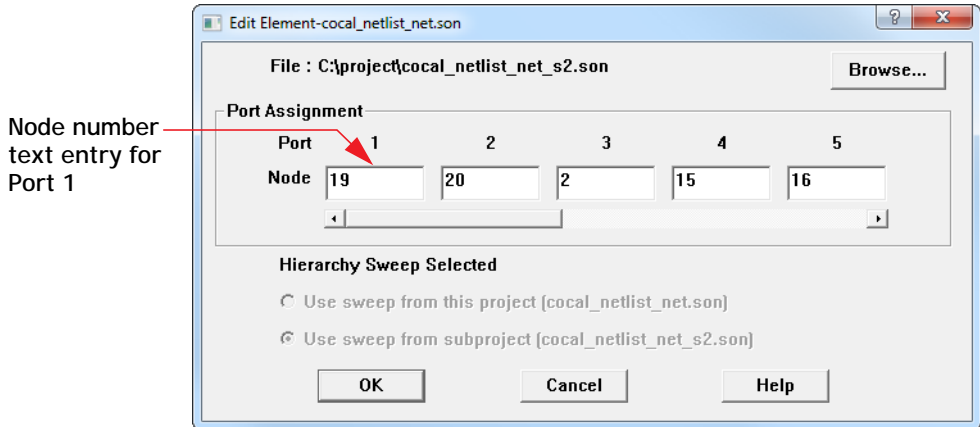 Edit Element-cocal_netlist_net.son
File : C:\project\cocal_netlist_net_s2.son
Browse...
Port Assignment
Node number
text entry for
Port 1
Port 1 2 3 4 5
Node 19 20 2 15 16
Hierarchy Sweep Selected
Use sweep from this project (cocal_netlist_net.son)
Use sweep from subproject (cocal_netlist_net_s2.son)
OK Cancel Help